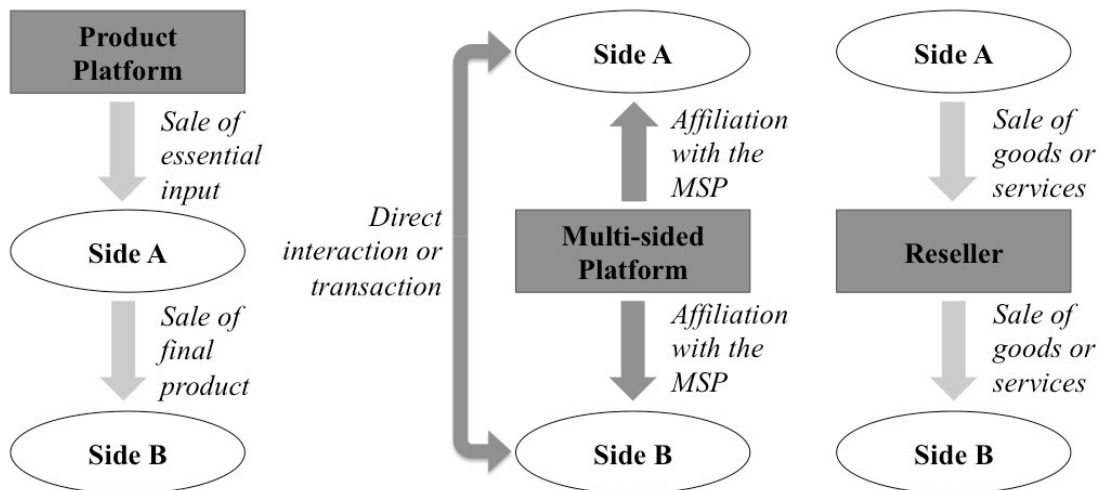 Product
Platform
Sale of
essential
input
Side A
Sale of
final
product
Side B
Direct
interaction or
transaction
Side A
Affiliation
with the
MSP
Multi-sided
Platform
Affiliation
with the
MSP
Side B
Side A
Sale of
goods or
services
Reseller
Sale of
goods or
services
Side B